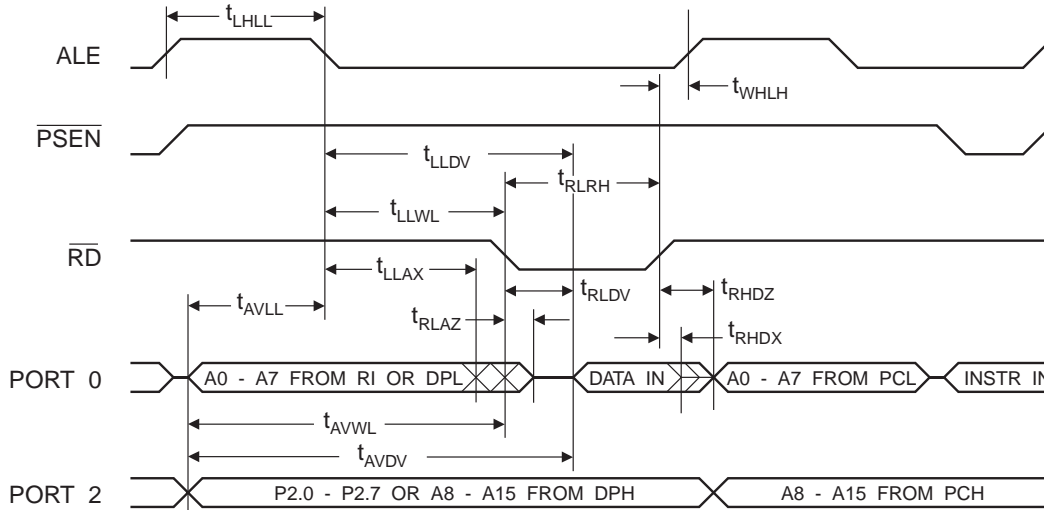 tLHLL
ALE
tWHLH
PSEN
tLLDV
tRLRH
tLLWL
RD
tLLAX
tRLDV
tRHDZ
tAVLL
tRLAZ
tRHDX
PORT 0
A0 - A7 FROM RI OR DPL
DATA IN
A0 - A7 FROM PCL
INSTR IN
tAVWL
tAVDV
PORT 2
P2.0 - P2.7 OR A8 - A15 FROM DPH
A8 - A15 FROM PCH